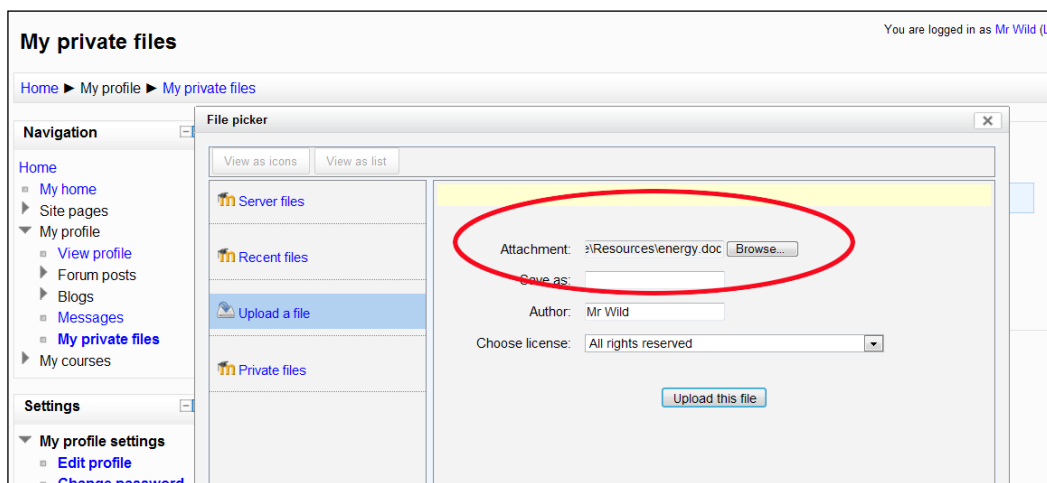 My private files
You are logged in as Mr Wild (L
Home ► My profile ► My private files
Navigation
Home
My home
Site pages
My profile
View profile
Forum posts
Blogs
Messages
My private files
My courses
Settings
My profile settings
Edit profile
Change password
File picker
View as icons View as list
Server files
Recent files
Upload a file
Private files
Attachment: e\Resources\energy.doc Browse...
Save as:
Author: Mr Wild
Choose license: All rights reserved
Upload this file